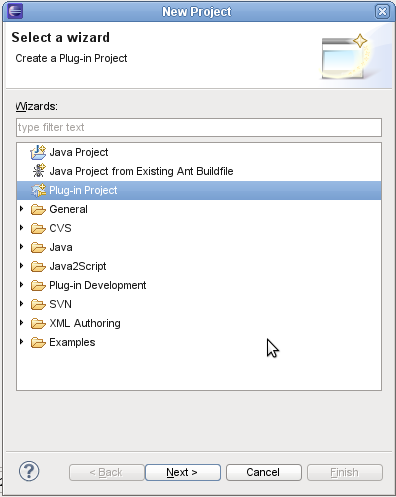 New Project
Select a wizard
Create a Plug-in Project
Wizards:
type filter text
Java Project
Java Project from Existing Ant Buildfile
Plug-in Project
General
CVS
Java
Java2Script
Plug-in Development
SVN
XML Authoring
Examples
? < Back Next > Cancel Finish